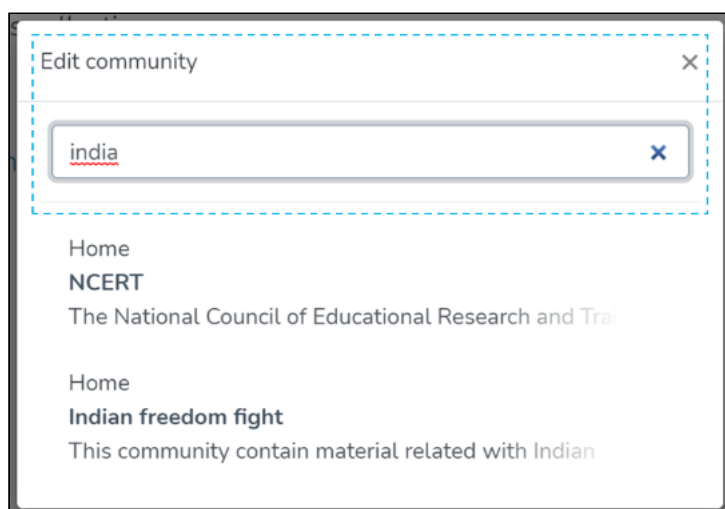 Edit community
india
Home
NCERT
The National Council of Educational Research and
Home
Indian freedom fight
This community contain material related with Indian